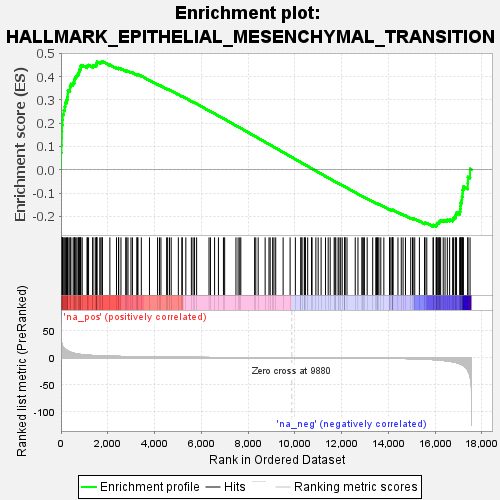 Enrichment plot:
HALLMARK_EPITHELIAL_MESENCHYMAL_TRANSITION
Enrichment score (ES)
0.5
0.4
0.3
0.2
0.1
0.0
-0.1
-0.2
'na_pos' (positively correlated)
Ranked list metric (PreRanked)
50
0
-50
-100
Zero cross at 9880
'na_neg' (negatively correlated)
0
2,000
4,000
6,000
8,000
10,000
12,000
14,000
16,000
18,000
Rank in Ordered Dataset
Enrichment profile
Hits
Ranking metric scores